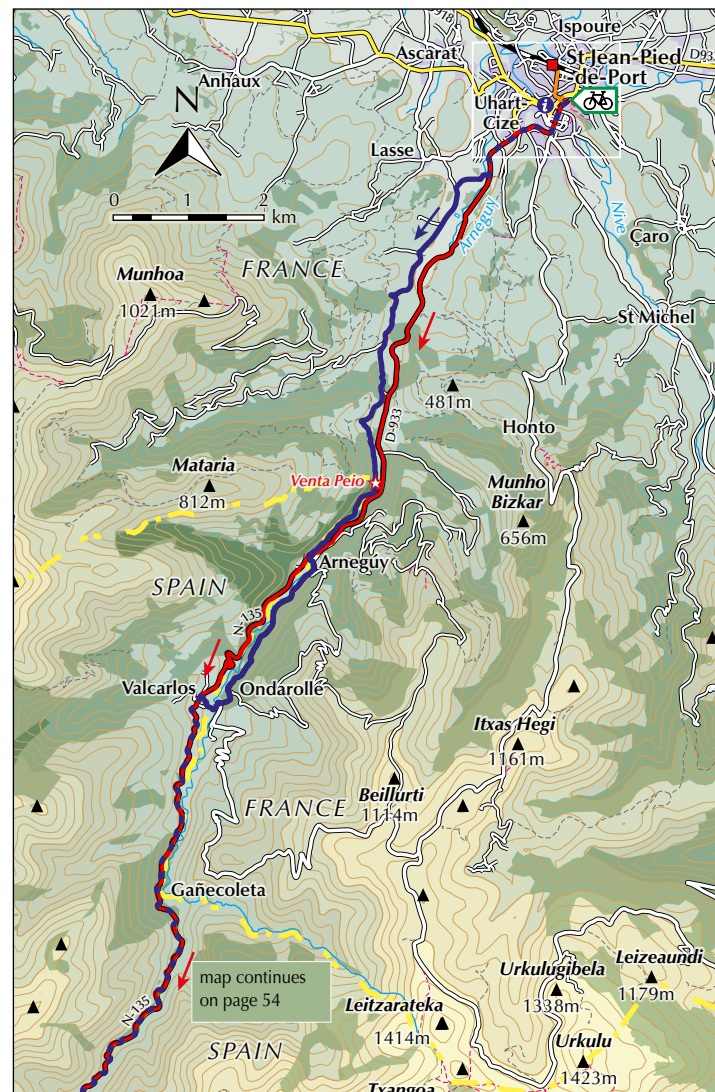 Ispoure
918
Ascarat
St-Jean-Pied
-de-Port
D93
Anhaux
Uhart-
Cize
i
N
Lasse
0 1 2
km
Arneguy
Nive
Çaro
FRANCE
Munhoa
1021m
St Michel
481m
D-933
Honto
Mataria
812m
Venta Peio
Munho
Bizkar
656m
Arneguy
SPAIN
N-135
Valcarlos
Ondarolle
Itxas Hegi
1161m
Beillurti
1114m
FRANCE
Gañecoleta
map continues
on page 54
Urkulugibela
1338m
Leizeaundi
1179m
Leitzarateka
1414m
N-135
SPAIN
Urkulu
1423m
Txangoa